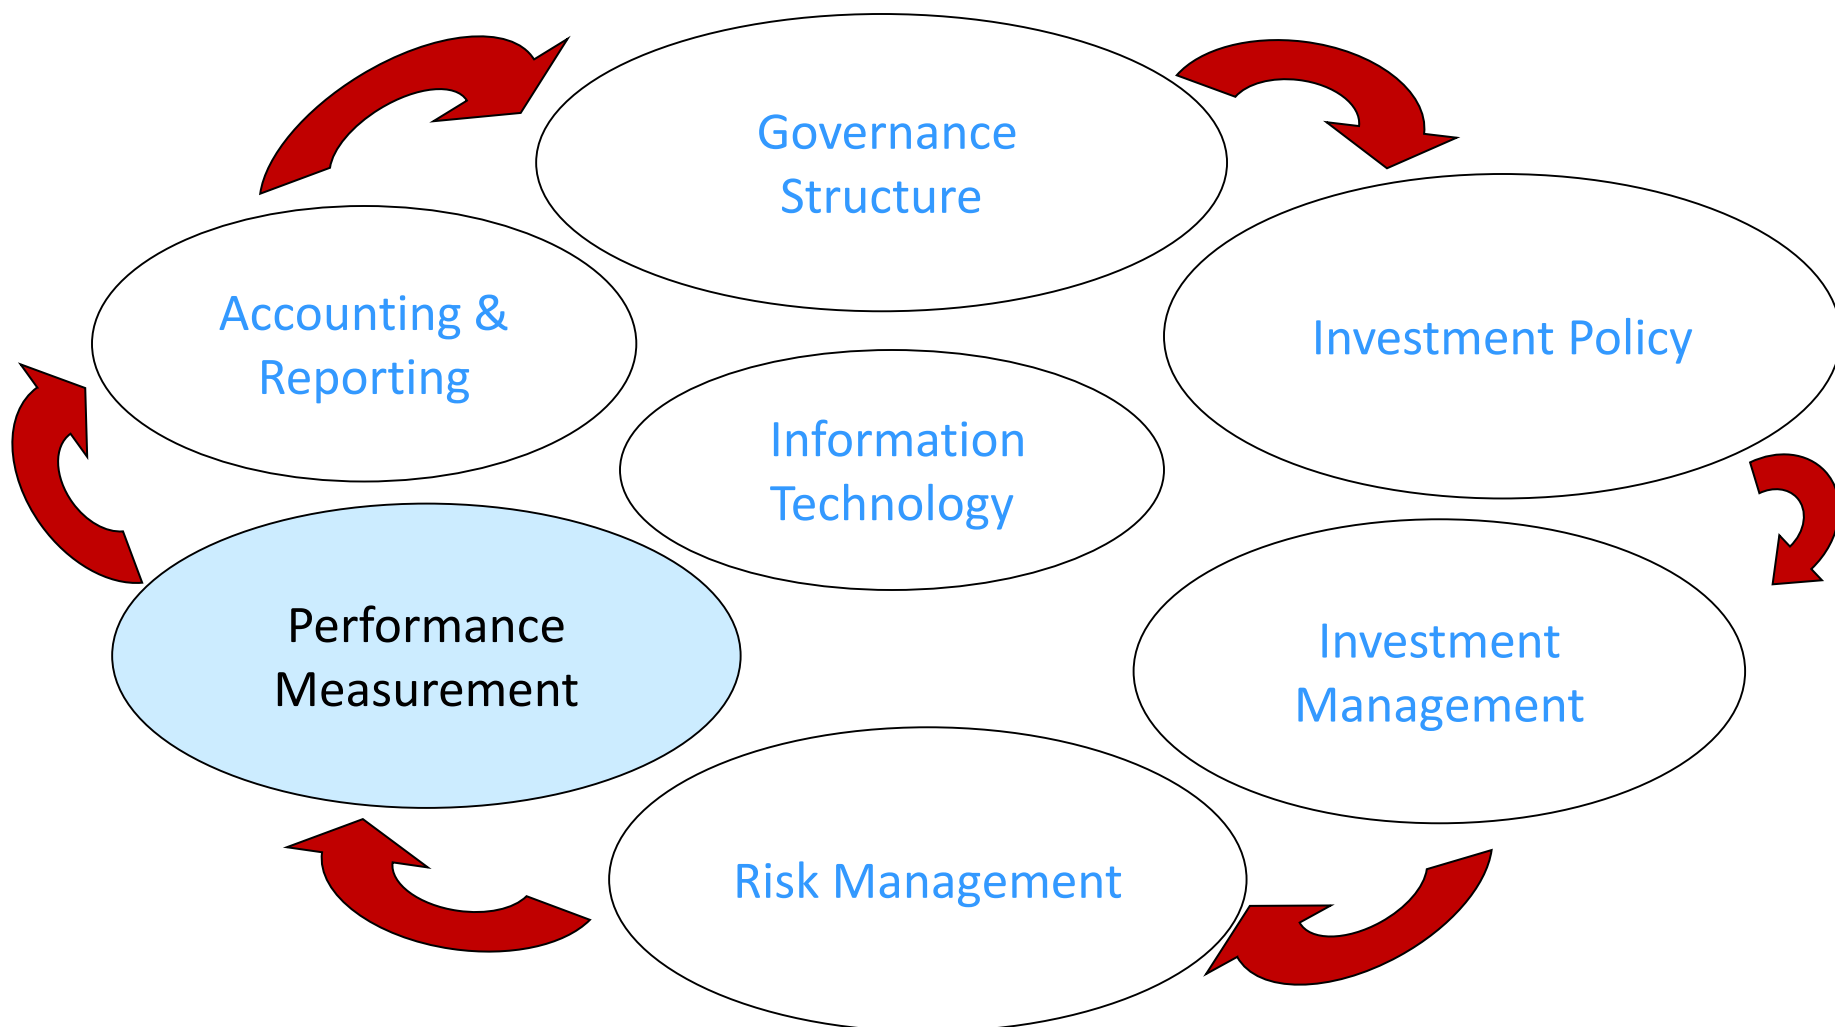 Governance
Structure
Accounting &
Reporting
Investment Policy
Information
Technology
Performance
Measurement
Investment
Management
Risk Management